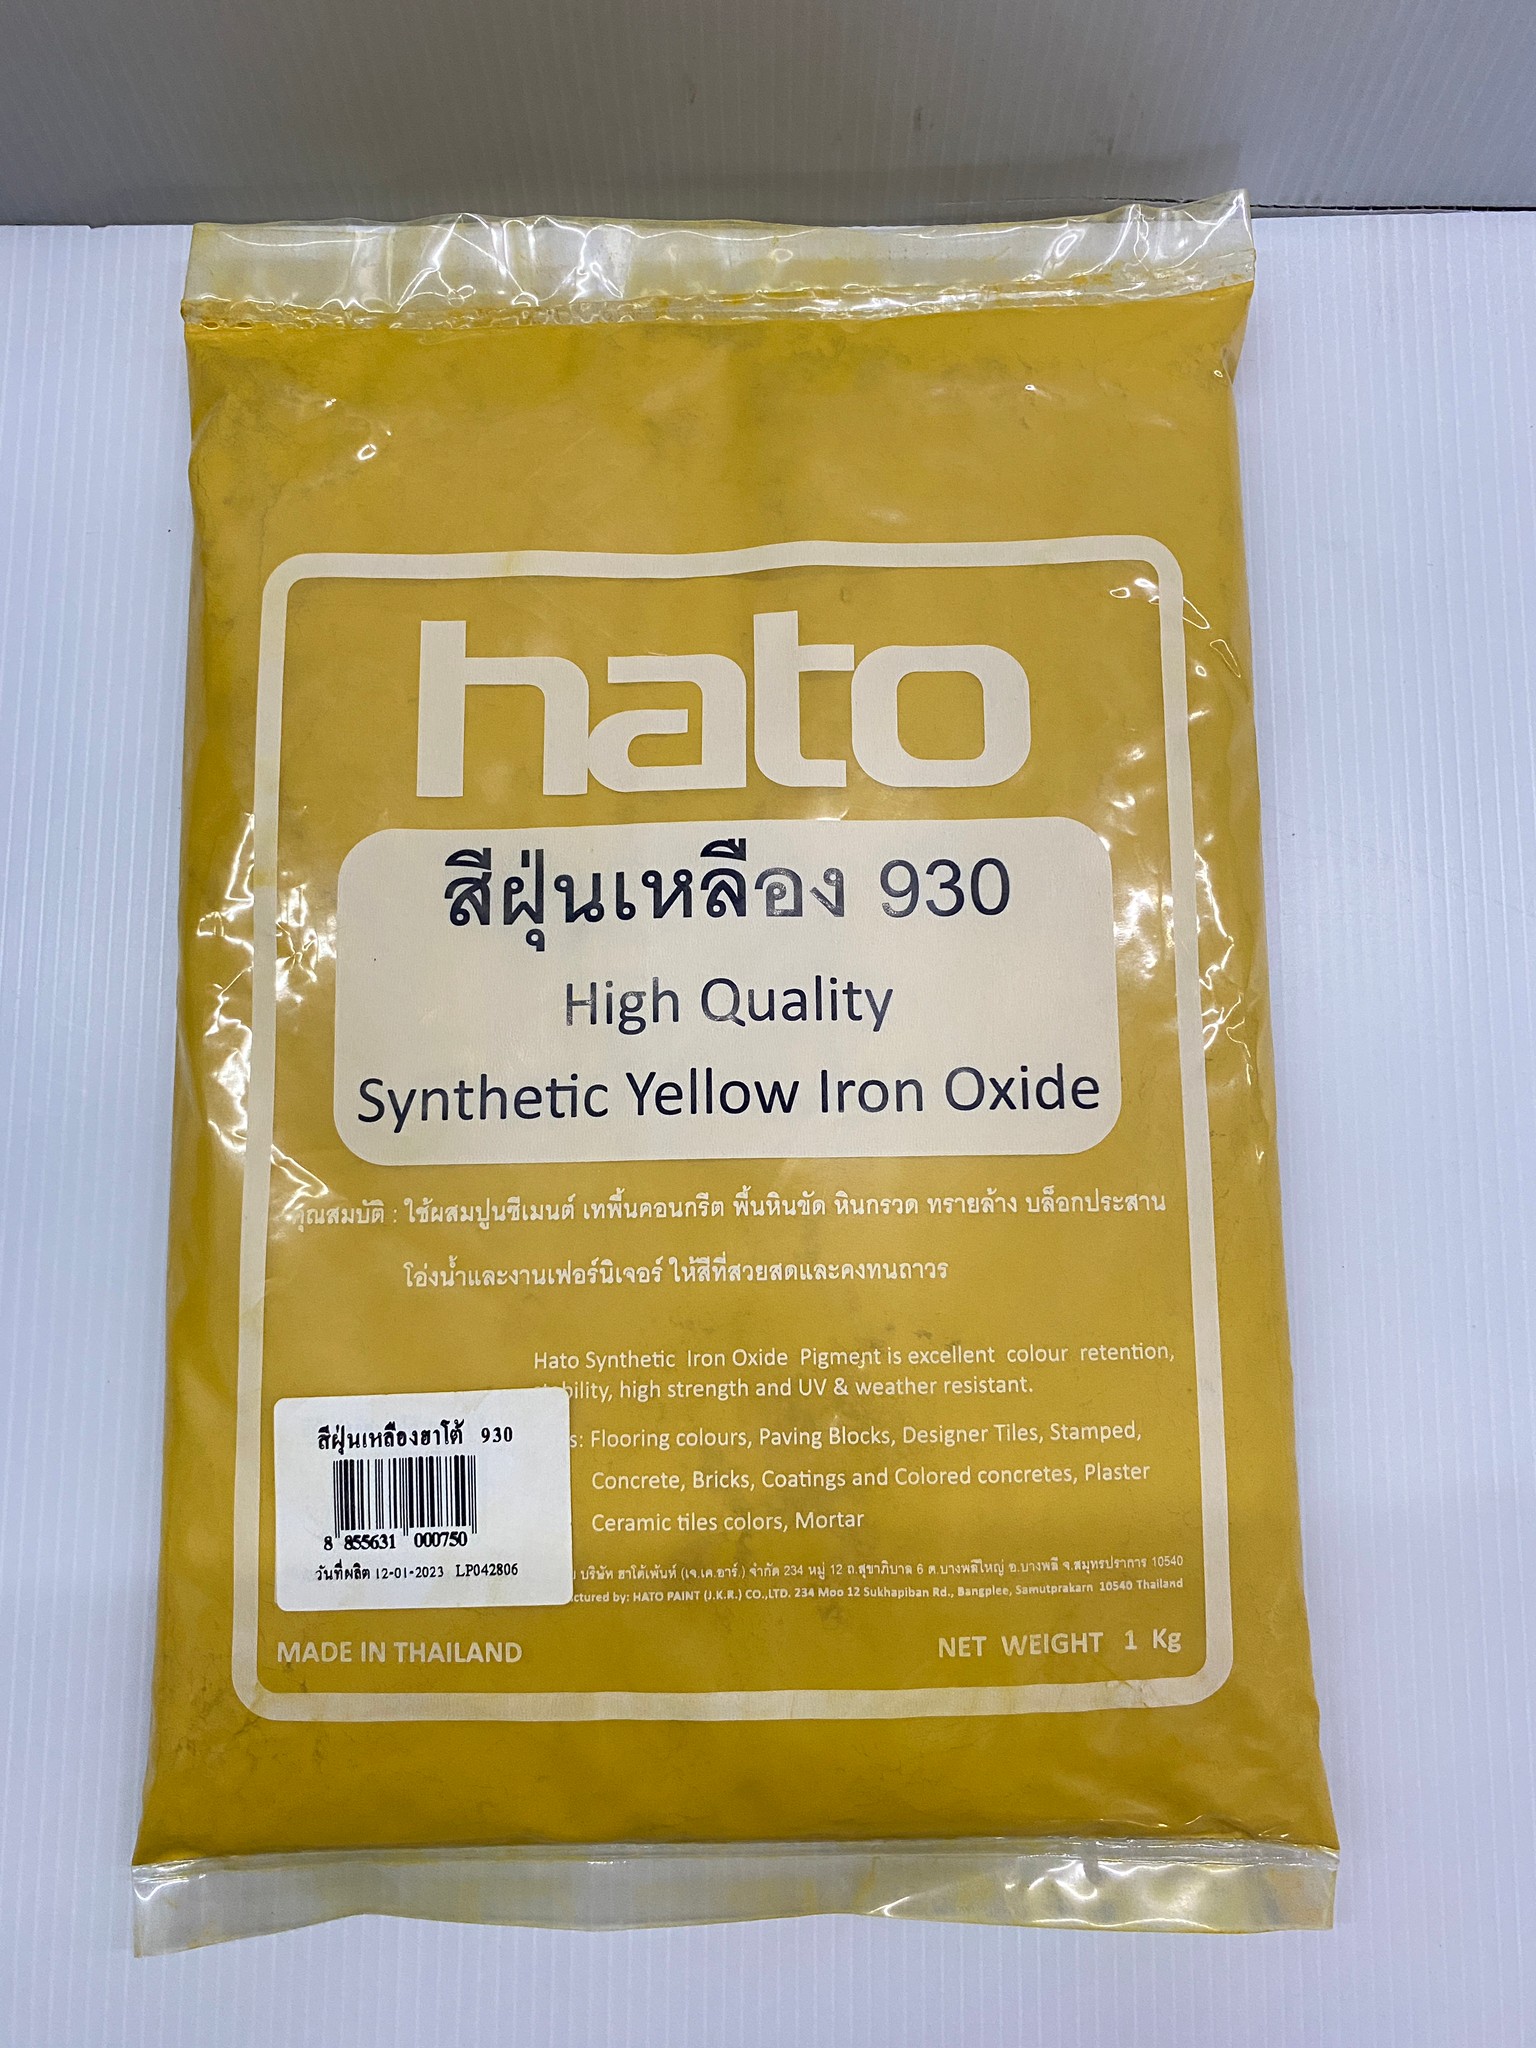 hato
สีฝุ่นเหลือง 930
High Quality
Synthetic Yellow Iron Oxide
คุณสมบัติ : ใช้ผสมปูนซีเมนต์ เทพื้นคอนกรีต พื้นหินขัด หินกรวด ทรายล้าง บล็อกประสาน
โอ่งน้ำและงานเฟอร์นิเจอร์ ให้สีที่สวยสดและคงทนถาวร
Hato Synthetic Iron Oxide Pigment is excellent colour retention,
high strength and UV & weather resistant.
Flooring colours, Paving Blocks, Designer Tiles, Stamped,
Concrete, Bricks, Coatings and Colored concretes, Plaster
Ceramic tiles colors, Mortar
บริษัท ฮาโต้เพ้นท์ (เจ.เค.อาร์.) จำกัด 234 หมู่ 12 ถ.สุขาภิบาล 6 ต.บางพลีใหญ่ อ.บางพลี จ.สมุทรปราการ 10540
by: HATO PAINT (J.K.R.) CO.,LTD. 234 Moo 12 Sukhapiban Rd., Bangplee, Samutprakarn 10540 Thailand
สีฝุ่นเหลืองฮาโต้ 930
8 855631 000750
วันที่ผลิต 12-01-2023 LP042806
MADE IN THAILAND
NET WEIGHT 1 Kg